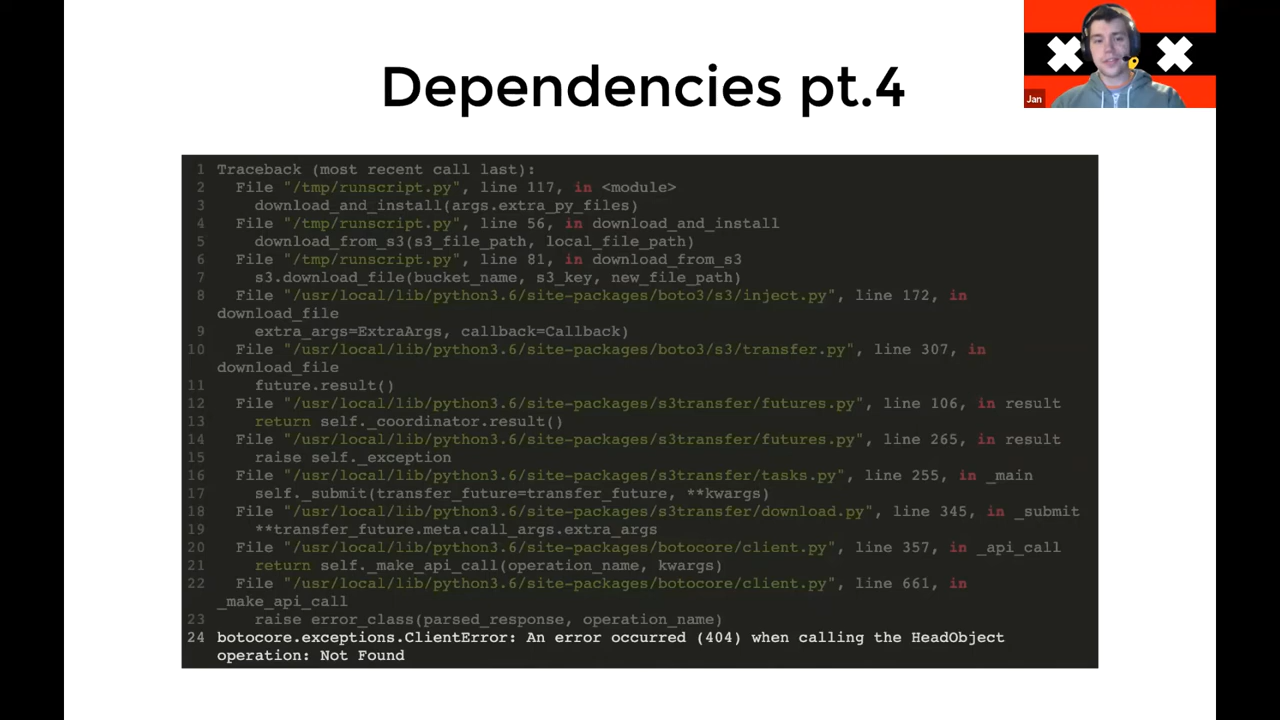 Dependencies pt.4
Jan
1 Traceback (most recent call last):
2 File "/tmp/runscript.py", line 117, in <module>
3 download_and_install(args.extra_py_files)
4 File "/tmp/runscript.py", line 56, in download_and_install
5 download_from_s3(s3_file_path, local_file_path)
6 File "/tmp/runscript.py", line 81, in download_from_s3
7 s3.download_file(bucket_name, s3_key, new_file_path)
8 File "/usr/local/lib/python3.6/site-packages/boto3/s3/inject.py", line 172, in
download_file
9 extra_args=ExtraArgs, callback=Callback)
10 File "/usr/local/lib/python3.6/site-packages/boto3/s3/transfer.py", line 307, in
download_file
11 future.result()
12 File "/usr/local/lib/python3.6/site-packages/s3transfer/futures.py", line 106, in result
13 return self._coordinator.result()
14 File "/usr/local/lib/python3.6/site-packages/s3transfer/futures.py", line 265, in result
15 raise self._exception
16 File "/usr/local/lib/python3.6/site-packages/s3transfer/tasks.py", line 255, in _main
17 self._submit(transfer_future=transfer_future, **kwargs)
18 File "/usr/local/lib/python3.6/site-packages/s3transfer/download.py", line 345, in _submit
19 **transfer_future.meta.call_args.extra_args
20 File "/usr/local/lib/python3.6/site-packages/botocore/client.py", line 357, in _api_call
21 return self._make_api_call(operation_name, kwargs)
22 File "/usr/local/lib/python3.6/site-packages/botocore/client.py", line 661, in
_make_api_call
23 raise error_class(parsed_response, operation_name)
24 botocore.exceptions.ClientError: An error occurred (404) when calling the HeadObject
operation: Not Found